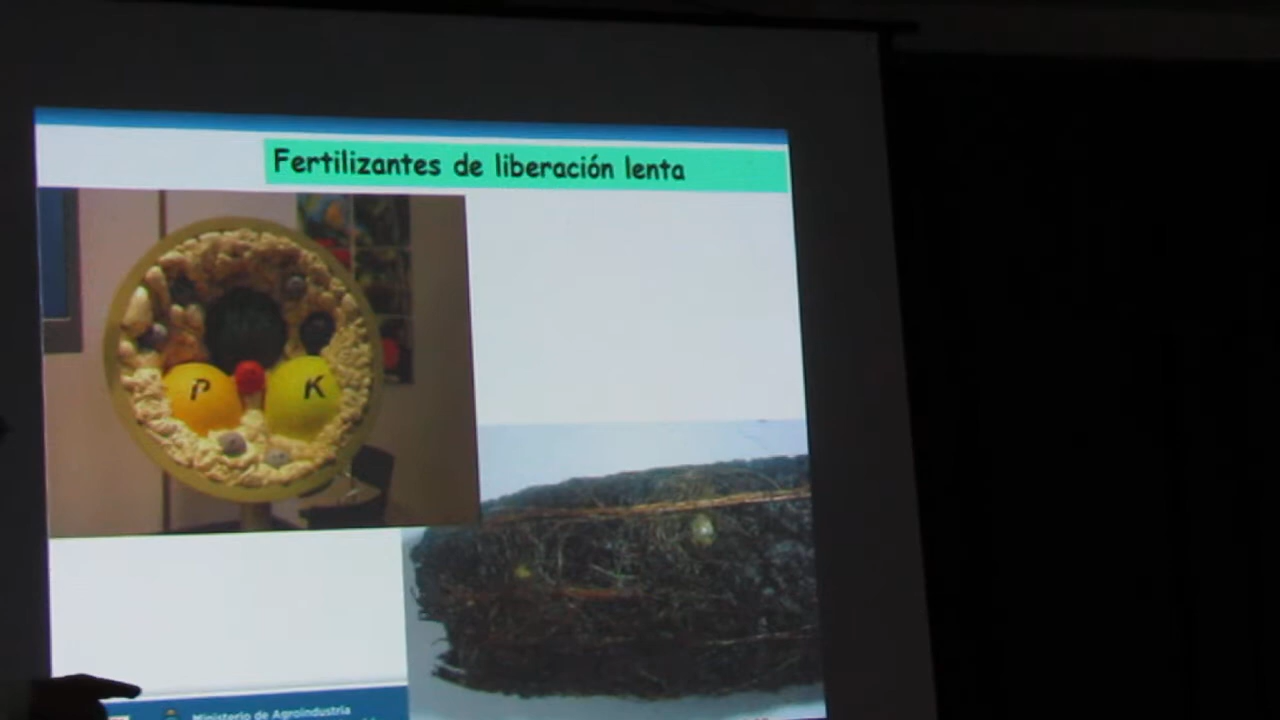 Fertilizantes de liberación lenta
P K
Ministerio de Agroindustria